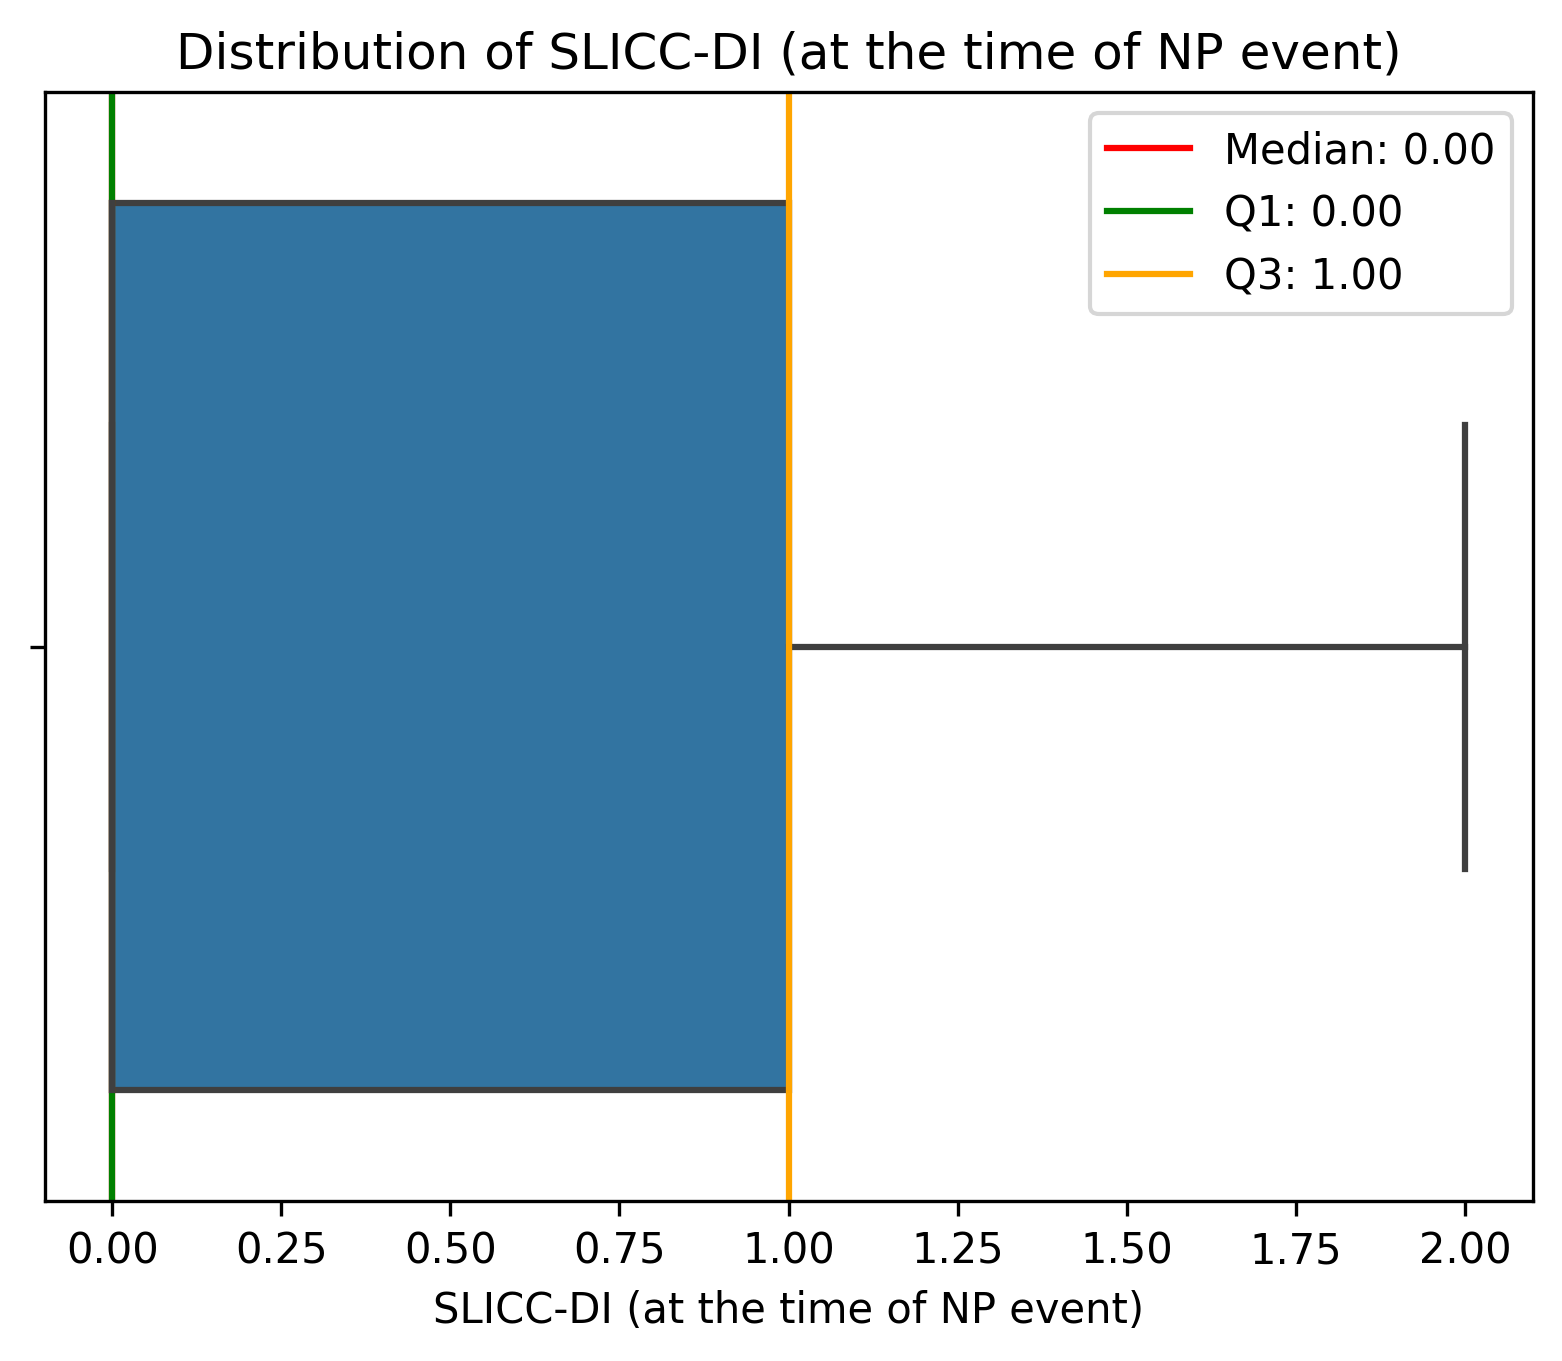 Distribution of SLICC-DI (at the time of NP event)
Median: 0.00
Q1: 0.00
Q3: 1.00
0.00 0.25 0.50 0.75 1.00 1.25 1.50 1.75 2.00
SLICC-DI (at the time of NP event)